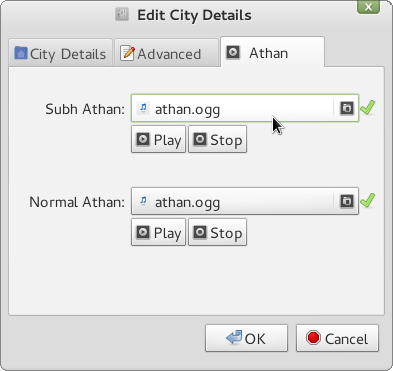 Edit City Details
City Details Advanced Athan
Subh Athan: athan.ogg
Play Stop
Normal Athan: athan.ogg
Play Stop
OK Cancel